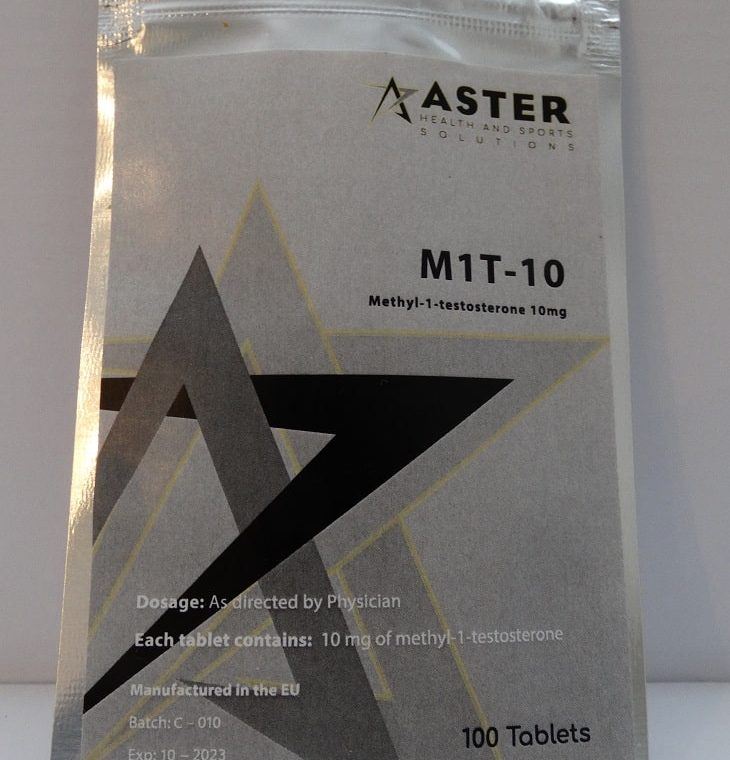 ASTER
HEALTH AND SPORTS
SOLUTIONS
M1T-10
Methyl-1-testosterone 10mg
Dosage: As directed by Physician
Each tablet contains: 10 mg of methyl-1-testosterone
Manufactured in the EU
Batch: C – 010
100 Tablets
Exp: 10 – 2023